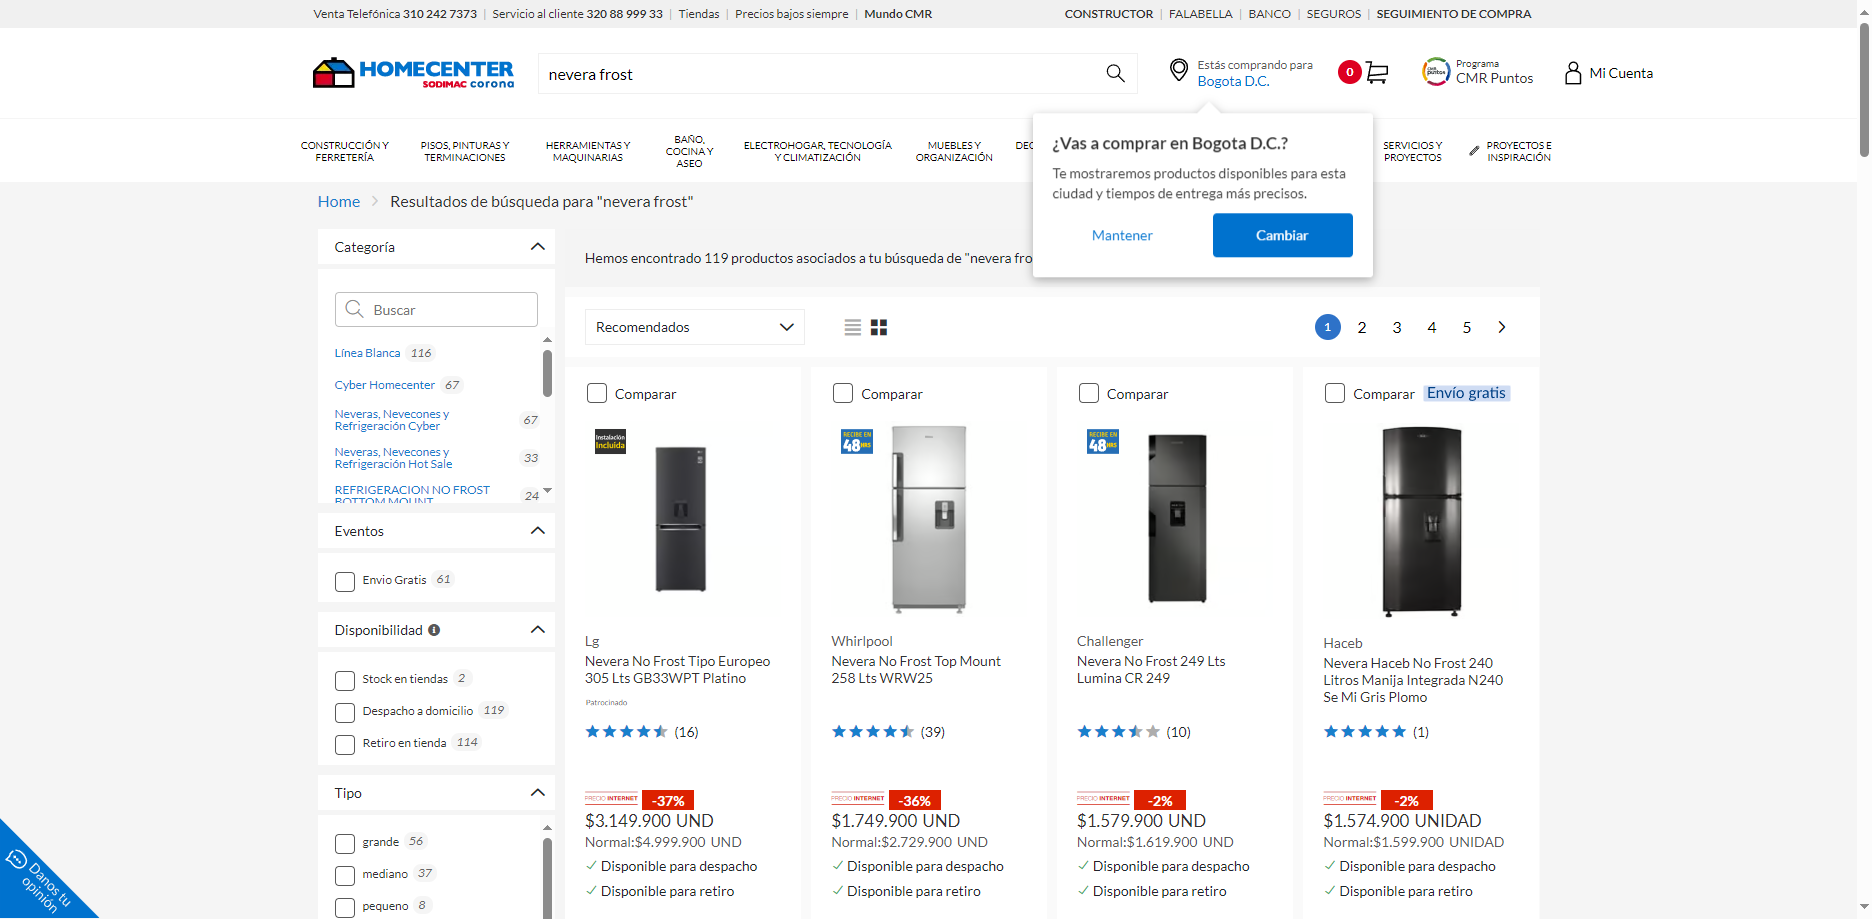 Venta Telefónica 310 242 7373 | Servicio al cliente 320 88 999 33 | Tiendas | Precios bajos siempre | Mundo CMR
CONSTRUCTOR | FALABELLA | BANCO | SEGUROS | SEGUIMIENTO DE COMPRA
HOMECENTER
SODIMAC corona
nevera frost
Estás comprando para
Bogota D.C.
0
CMR puntos
Programa
CMR Puntos
Mi Cuenta
CONSTRUCCIÓN Y
FERRETERÍA
PISOS, PINTURAS Y
TERMINACIONES
HERRAMIENTAS Y
MAQUINARIAS
BAÑO,
COCINA Y
ASEO
ELECTROHOGAR, TECNOLOGÍA
Y CLIMATIZACIÓN
MUEBLES Y
ORGANIZACIÓN
DEC
SERVICIOS Y
PROYECTOS
PROYECTOS E
INSPIRACIÓN
¿Vas a comprar en Bogota D.C.?
Te mostraremos productos disponibles para esta
ciudad y tiempos de entrega más precisos.
Mantener
Cambiar
Home > Resultados de búsqueda para "nevera frost"
Categoría
Buscar
Línea Blanca 116
Cyber Homecenter 67
Neveras, Nevecones y
Refrigeración Cyber 67
Neveras, Nevecones y
Refrigeración Hot Sale 33
REFRIGERACION NO FROST
BOTTOM MOUNT 24
Eventos
Envio Gratis 61
Disponibilidad
Stock en tiendas 2
Despacho a domicilio 119
Retiro en tienda 114
Tipo
grande 56
mediano 37
pequeno 8
Danos tu
opinión
Hemos encontrado 119 productos asociados a tu búsqueda de "nevera fro
Recomendados
1 2 3 4 5
Comparar
Instalación
Incluida
Lg
Nevera No Frost Tipo Europeo
305 Lts GB33WPT Platino
Patrocinado
(16)
PRECIO INTERNET -37%
$3.149.900 UND
Normal:$4.999.900 UND
Disponible para despacho
Disponible para retiro
Comparar
RECIBE EN
48HRS
Whirlpool
Nevera No Frost Top Mount
258 Lts WRW25
(39)
PRECIO INTERNET -36%
$1.749.900 UND
Normal:$2.729.900 UND
Disponible para despacho
Disponible para retiro
Comparar
RECIBE EN
48HRS
Challenger
Nevera No Frost 249 Lts
Lumina CR 249
(10)
PRECIO INTERNET -2%
$1.579.900 UND
Normal:$1.619.900 UND
Disponible para despacho
Disponible para retiro
Comparar
Envío gratis
Haceb
Nevera Haceb No Frost 240
Litros Manija Integrada N240
Se Mi Gris Plomo
(1)
PRECIO INTERNET -2%
$1.574.900 UNIDAD
Normal:$1.599.900 UNIDAD
Disponible para despacho
Disponible para retiro